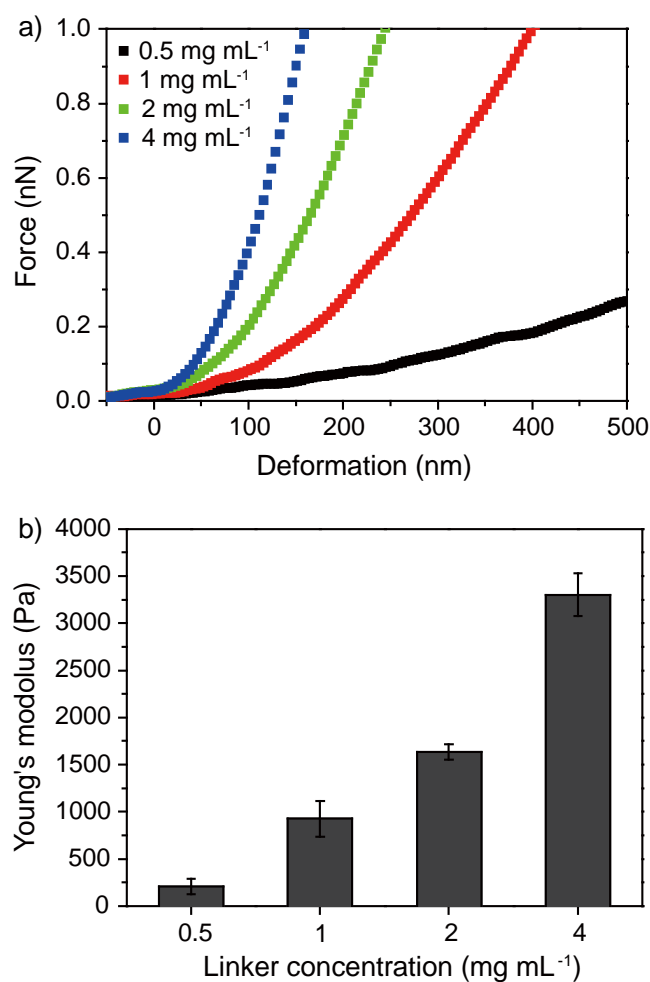 a)
0.5 mg mL⁻¹
1 mg mL⁻¹
2 mg mL⁻¹
4 mg mL⁻¹
Force (nN)
1.0
0.8
0.6
0.4
0.2
0.0
0 100 200 300 400 500
Deformation (nm)
b)
Young's modolus (Pa)
4000
3500
3000
2500
2000
1500
1000
500
0
0.5 1 2 4
Linker concentration (mg mL⁻¹)